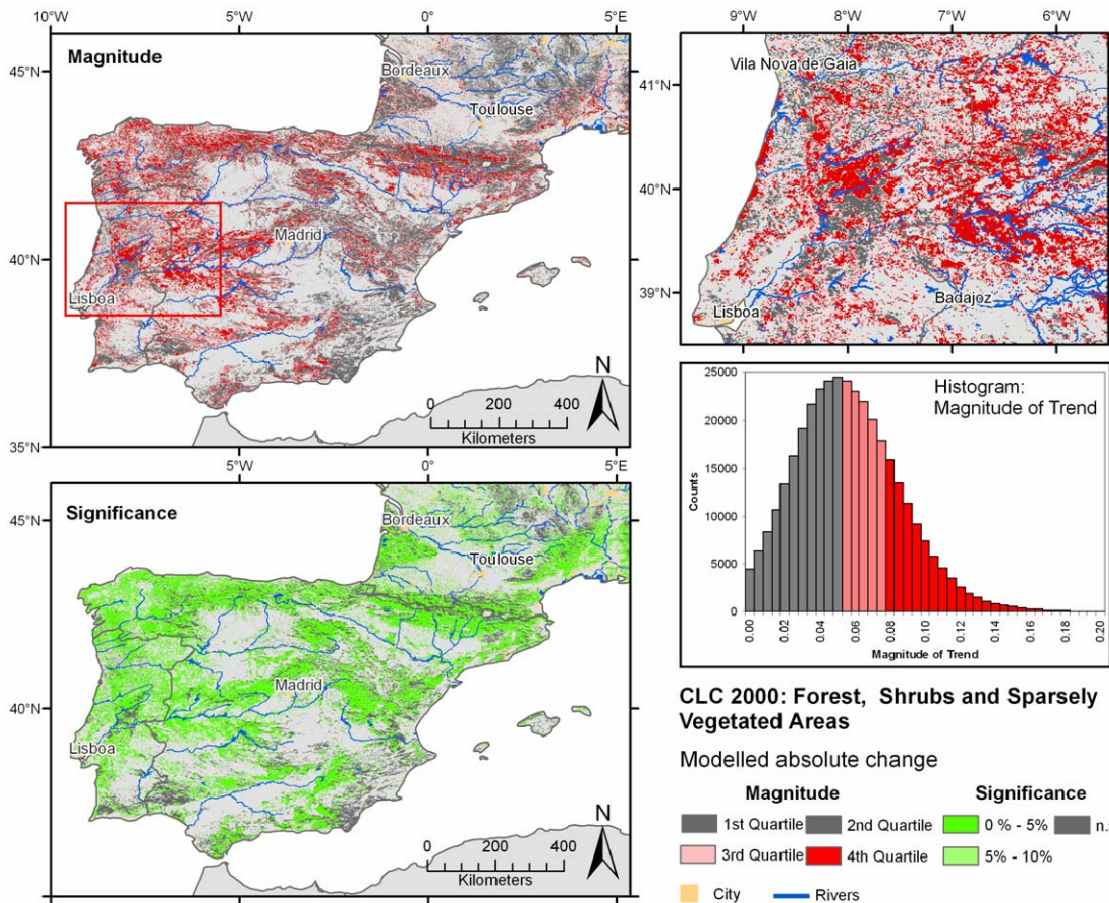 10°W 5°W 0° 5°E
Magnitude
45°N
Bordeaux
Toulouse
Madrid
40°N
Lisboa
N
0 200 400
Kilometers
35°N
5°W 0° 5°E
Significance
45°N
Bordeaux
Toulouse
Madrid
40°N
Lisboa
N
0 200 400
Kilometers
9°W 8°W 7°W 6°W
Vila Nova de Gaia
41°N
40°N
39°N
Badajoz
Lisboa
Histogram:
Magnitude of Trend
25000
20000
15000
10000
5000
0
Counts
0.00 0.02 0.04 0.06 0.08 0.10 0.12 0.14 0.16 0.18 0.20
Magnitude of Trend
CLC 2000: Forest, Shrubs and Sparsely
Vegetated Areas
Modelled absolute change
Magnitude Significance
1st Quartile 2nd Quartile 0 % - 5% n.
3rd Quartile 4th Quartile 5% - 10%
City Rivers